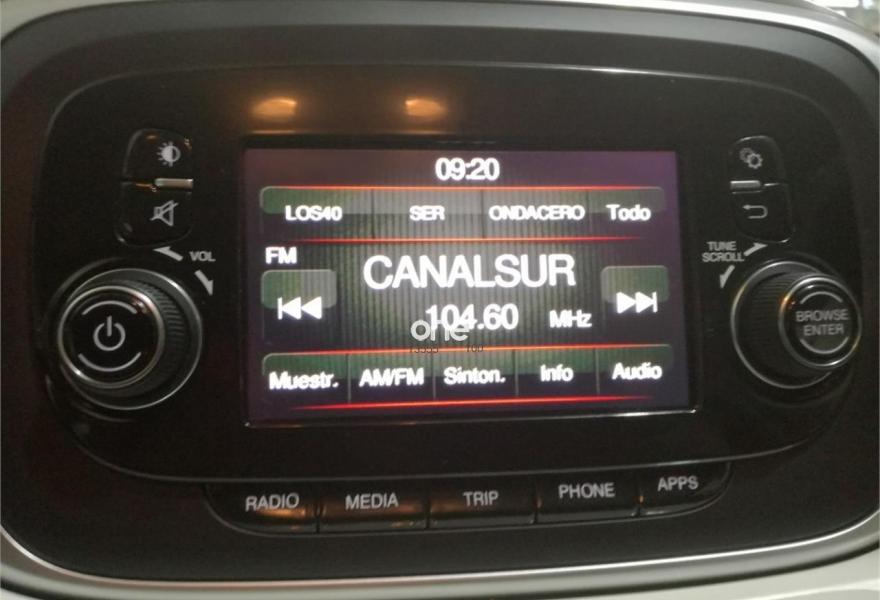 09:20
LOS40 SER ONDACERO Todo
VOL
TUNE
SCROLL
FM
CANALSUR
104.60 MHz
BROWSE
ENTER
one
Muestr. AM/FM Sinton. Info Audio
RADIO MEDIA TRIP PHONE APPS